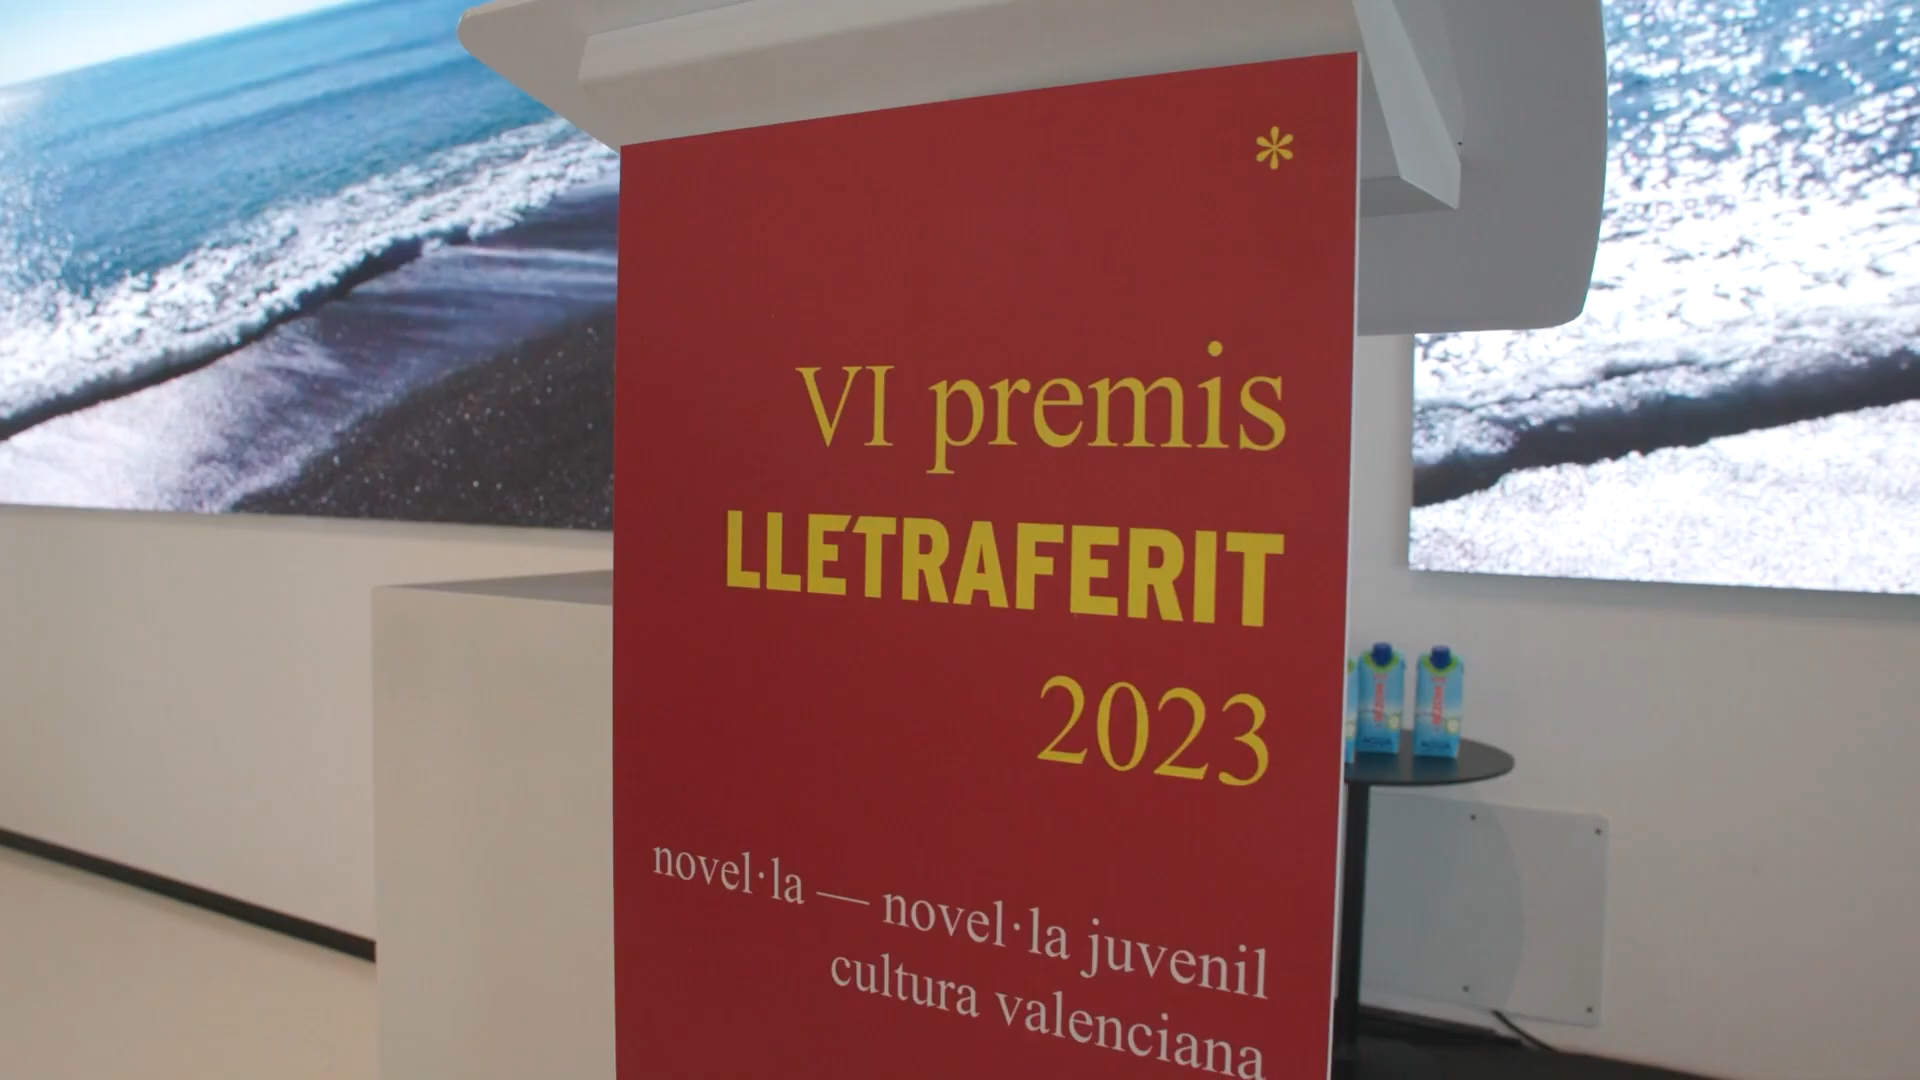 *
VI premis
LLETRAFERIT
2023
novel·la — novel·la juvenil
cultura valenciana